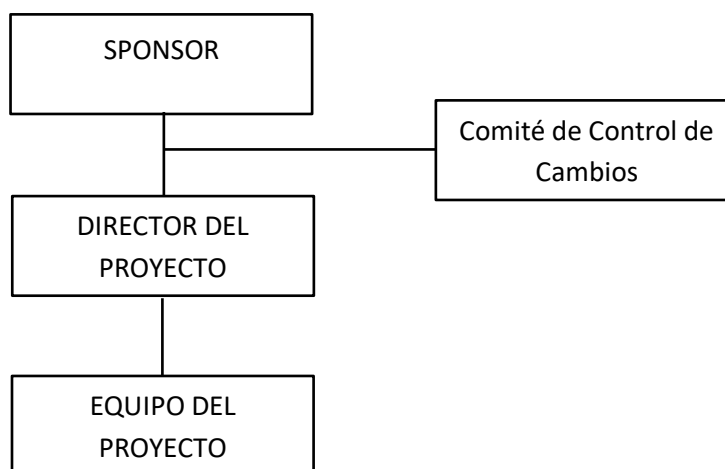 SPONSOR
Comité de Control de
Cambios
DIRECTOR DEL
PROYECTO
EQUIPO DEL
PROYECTO